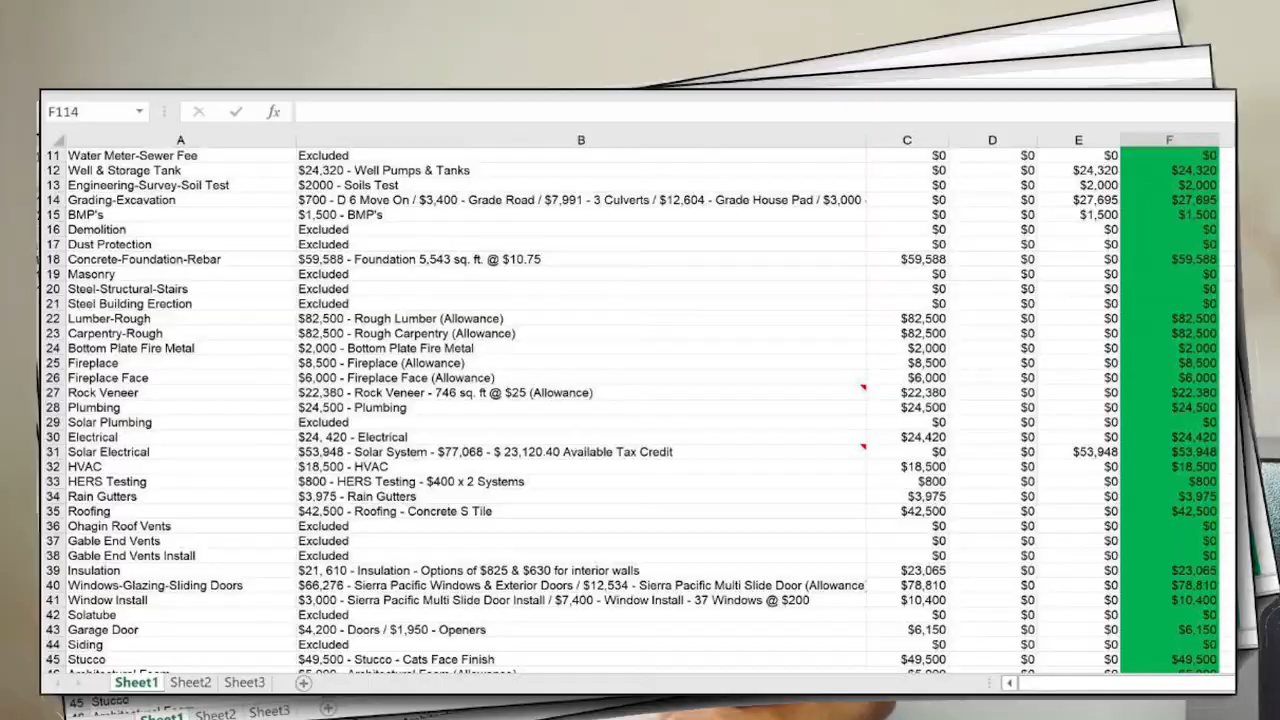 F114 fx
A B C D E F
11 Water Meter-Sewer Fee Excluded $0 $0 $0 $0
12 Well & Storage Tank $24,320 - Well Pumps & Tanks $0 $0 $24,320 $24,320
13 Engineering-Survey-Soil Test $2000 - Soils Test $0 $0 $2,000 $2,000
14 Grading-Excavation $700 - D 6 Move On / $3,400 - Grade Road / $7,991 - 3 Culverts / $12,604 - Grade House Pad / $3,000 $0 $0 $27,695 $27,695
15 BMP's $1,500 - BMP's $0 $0 $1,500 $1,500
16 Demolition Excluded $0 $0 $0 $0
17 Dust Protection Excluded $0 $0 $0 $0
18 Concrete-Foundation-Rebar $59,588 - Foundation 5,543 sq. ft. @ $10.75 $59,588 $0 $0 $59,588
19 Masonry Excluded $0 $0 $0 $0
20 Steel-Structural-Stairs Excluded $0 $0 $0 $0
21 Steel Building Erection Excluded $0 $0 $0 $0
22 Lumber-Rough $82,500 - Rough Lumber (Allowance) $82,500 $0 $0 $82,500
23 Carpentry-Rough $82,500 - Rough Carpentry (Allowance) $82,500 $0 $0 $82,500
24 Bottom Plate Fire Metal $2,000 - Bottom Plate Fire Metal $2,000 $0 $0 $2,000
25 Fireplace $8,500 - Fireplace (Allowance) $8,500 $0 $0 $8,500
26 Fireplace Face $6,000 - Fireplace Face (Allowance) $6,000 $0 $0 $6,000
27 Rock Veneer $22,380 - Rock Veneer - 746 sq. ft @ $25 (Allowance) $22,380 $0 $0 $22,380
28 Plumbing $24,500 - Plumbing $24,500 $0 $0 $24,500
29 Solar Plumbing Excluded $0 $0 $0 $0
30 Electrical $24, 420 - Electrical $24,420 $0 $0 $24,420
31 Solar Electrical $53,948 - Solar System - $77,068 - $ 23,120.40 Available Tax Credit $0 $0 $53,948 $53,948
32 HVAC $18,500 - HVAC $18,500 $0 $0 $18,500
33 HERS Testing $800 - HERS Testing - $400 x 2 Systems $800 $0 $0 $800
34 Rain Gutters $3,975 - Rain Gutters $3,975 $0 $0 $3,975
35 Roofing $42,500 - Roofing - Concrete S Tile $42,500 $0 $0 $42,500
36 Ohagin Roof Vents Excluded $0 $0 $0 $0
37 Gable End Vents Excluded $0 $0 $0 $0
38 Gable End Vents Install Excluded $0 $0 $0 $0
39 Insulation $21, 610 - Insulation - Options of $825 & $630 for interior walls $23,065 $0 $0 $23,065
40 Windows-Glazing-Sliding Doors $66,276 - Sierra Pacific Windows & Exterior Doors / $12,534 - Sierra Pacific Multi Slide Door (Allowance $78,810 $0 $0 $78,810
41 Window Install $3,000 - Sierra Pacific Multi Slide Door Install / $7,400 - Window Install - 37 Windows @ $200 $10,400 $0 $0 $10,400
42 Solatube Excluded $0 $0 $0 $0
43 Garage Door $4,200 - Doors / $1,950 - Openers $6,150 $0 $0 $6,150
44 Siding Excluded $0 $0 $0 $0
45 Stucco $49,500 - Stucco - Cats Face Finish $49,500 $0 $0 $49,500
Sheet1 Sheet2 Sheet3
45 Stucco
Sheet1 Sheet2 Sheet3